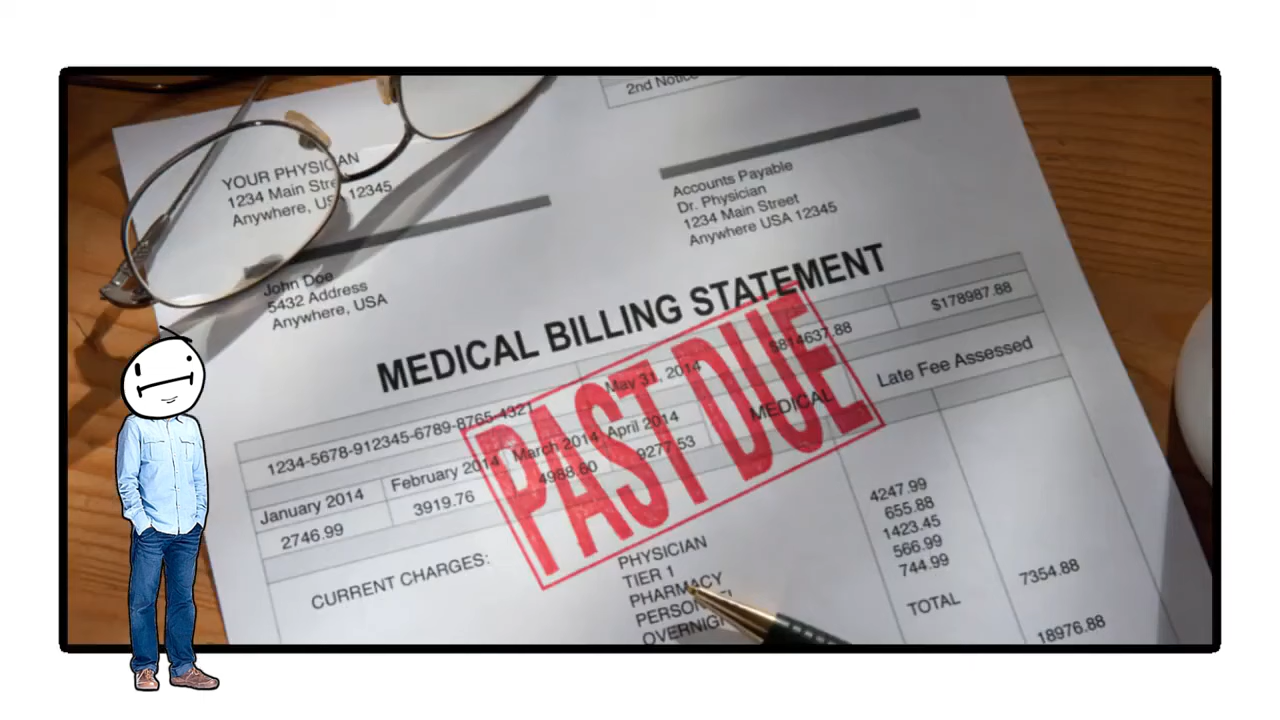 2nd Notice
YOUR PHYSICIAN
1234 Main Street
Anywhere, US 12345
Accounts Payable
Dr. Physician
1234 Main Street
Anywhere USA 12345
John Doe
5432 Address
Anywhere, USA
MEDICAL BILLING STATEMENT
1234-5678-912345-6789-8765-4321
May 31, 2014
$814637.88
$178987.88
January 2014
February 2014
March 2014
April 2014
MEDICAL
Late Fee Assessed
2746.99
3919.76
4988.60
9277.53
PAST DUE
CURRENT CHARGES:
PHYSICIAN
4247.99
TIER 1
655.88
PHARMACY
1423.45
PERSONNEL
566.99
OVERNIGHT
744.99
TOTAL
7354.88
18976.88